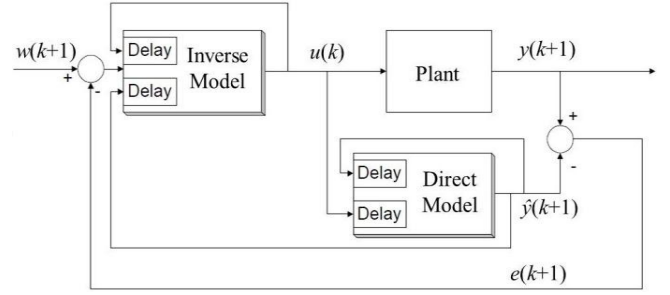 w(k+1)
+
-
Delay
Delay
Inverse
Model
u(k)
Plant
y(k+1)
+
-
Delay
Delay
Direct
Model
ŷ(k+1)
e(k+1)